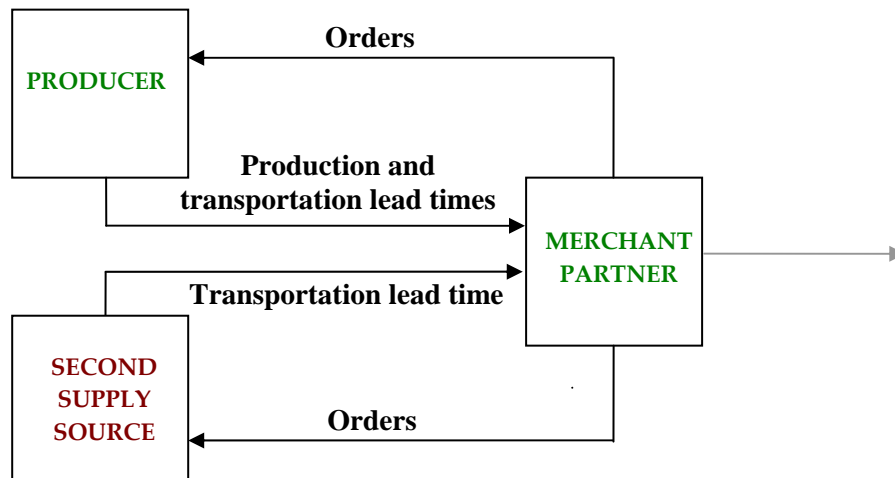 Orders
PRODUCER
Production and
transportation lead times
MERCHANT
PARTNER
Transportation lead time
SECOND
SUPPLY
SOURCE
Orders